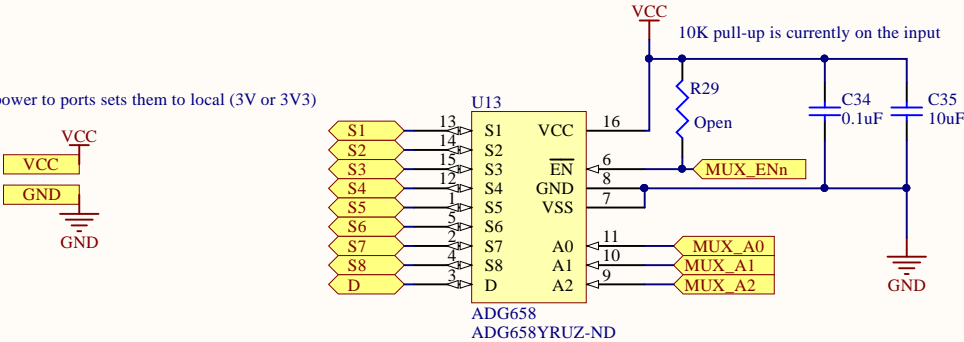 VCC
10K pull-up is currently on the input
power to ports sets them to local (3V or 3V3)
VCC
VCC
GND
GND
U13
R29
Open
C34
0.1uF
C35
10uF
S1 13 S1 VCC 16
S2 14 S2
S3 15 S3 EN 6 MUX_ENn
S4 12 S4 GND 8
S5 1 S5 VSS 7
S6 5 S6
S7 2 S7 A0 11 MUX_A0
S8 4 S8 A1 10 MUX_A1
D 3 D A2 9 MUX_A2
GND
ADG658
ADG658YRUZ-ND